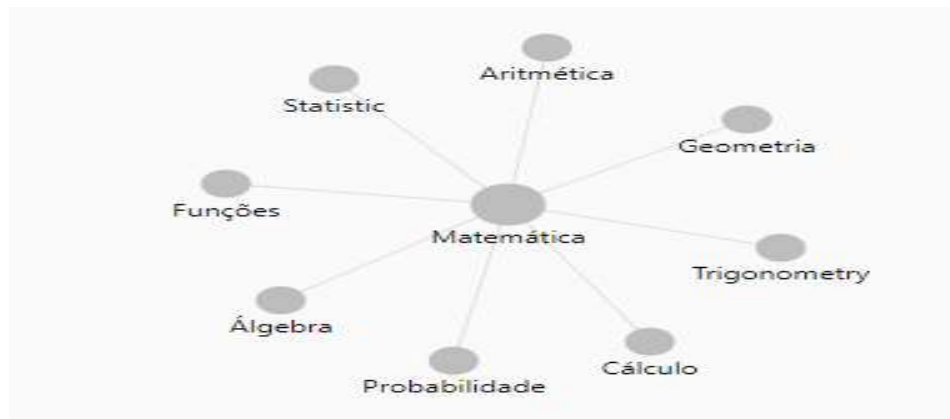 Aritmética
Statistic
Geometria
Funções
Matemática
Trigonometry
Álgebra
Cálculo
Probabilidade